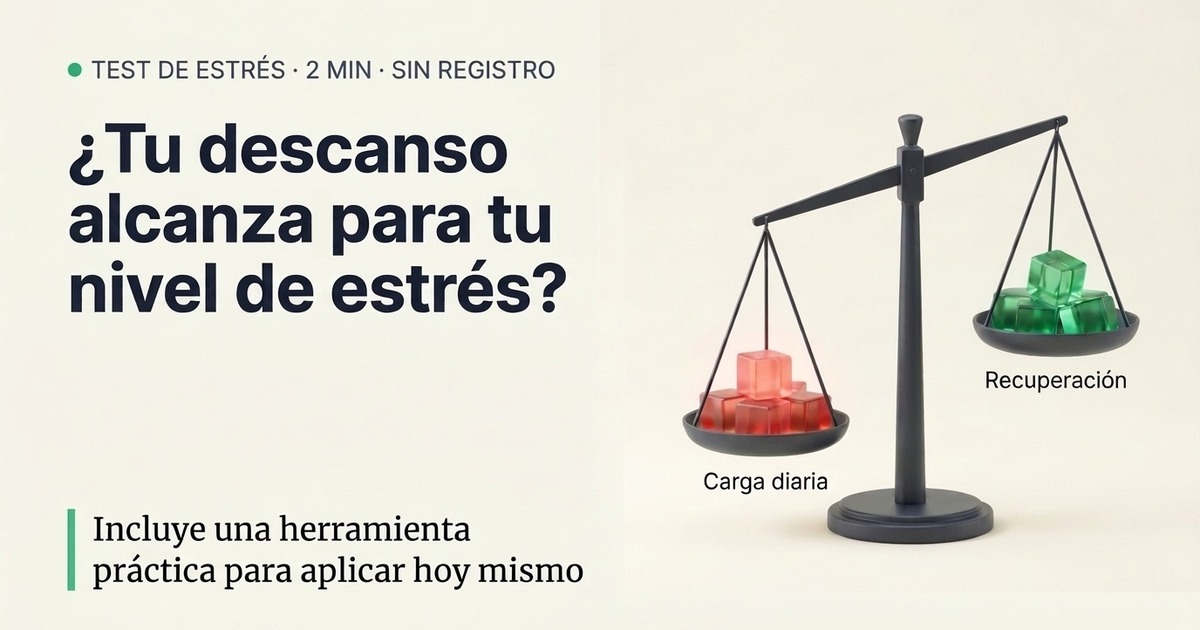 TEST DE ESTRÉS · 2 MIN · SIN REGISTRO
¿Tu descanso
alcanza para tu
nivel de estrés?
Recuperación
Carga diaria
Incluye una herramienta
práctica para aplicar hoy mismo